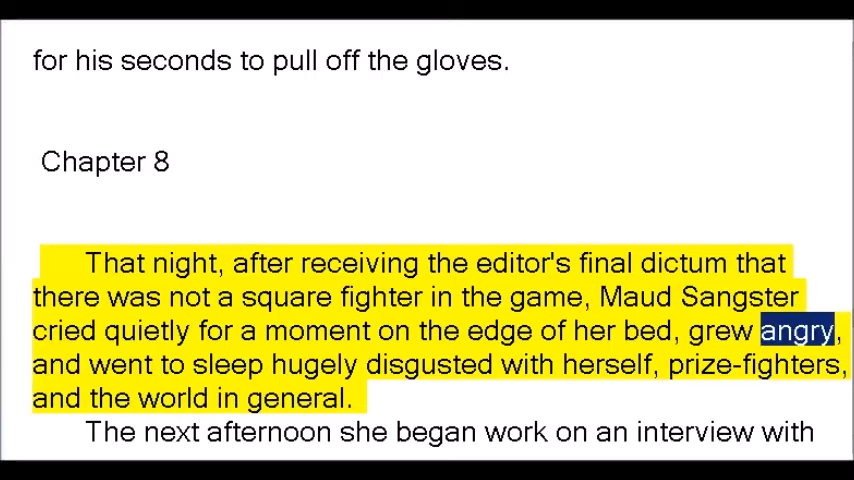 for his seconds to pull off the gloves.
Chapter 8
That night, after receiving the editor's final dictum that
there was not a square fighter in the game, Maud Sangster
cried quietly for a moment on the edge of her bed, grew angry,
and went to sleep hugely disgusted with herself, prize-fighters,
and the world in general.
The next afternoon she began work on an interview with